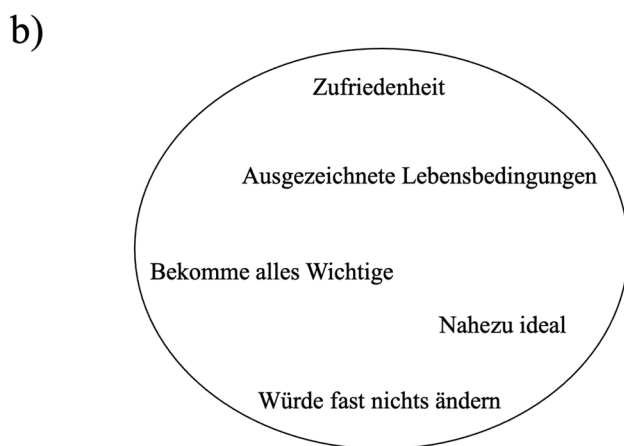 b)
Zufriedenheit
Ausgezeichnete Lebensbedingungen
Bekomme alles Wichtige
Nahezu ideal
Würde fast nichts ändern